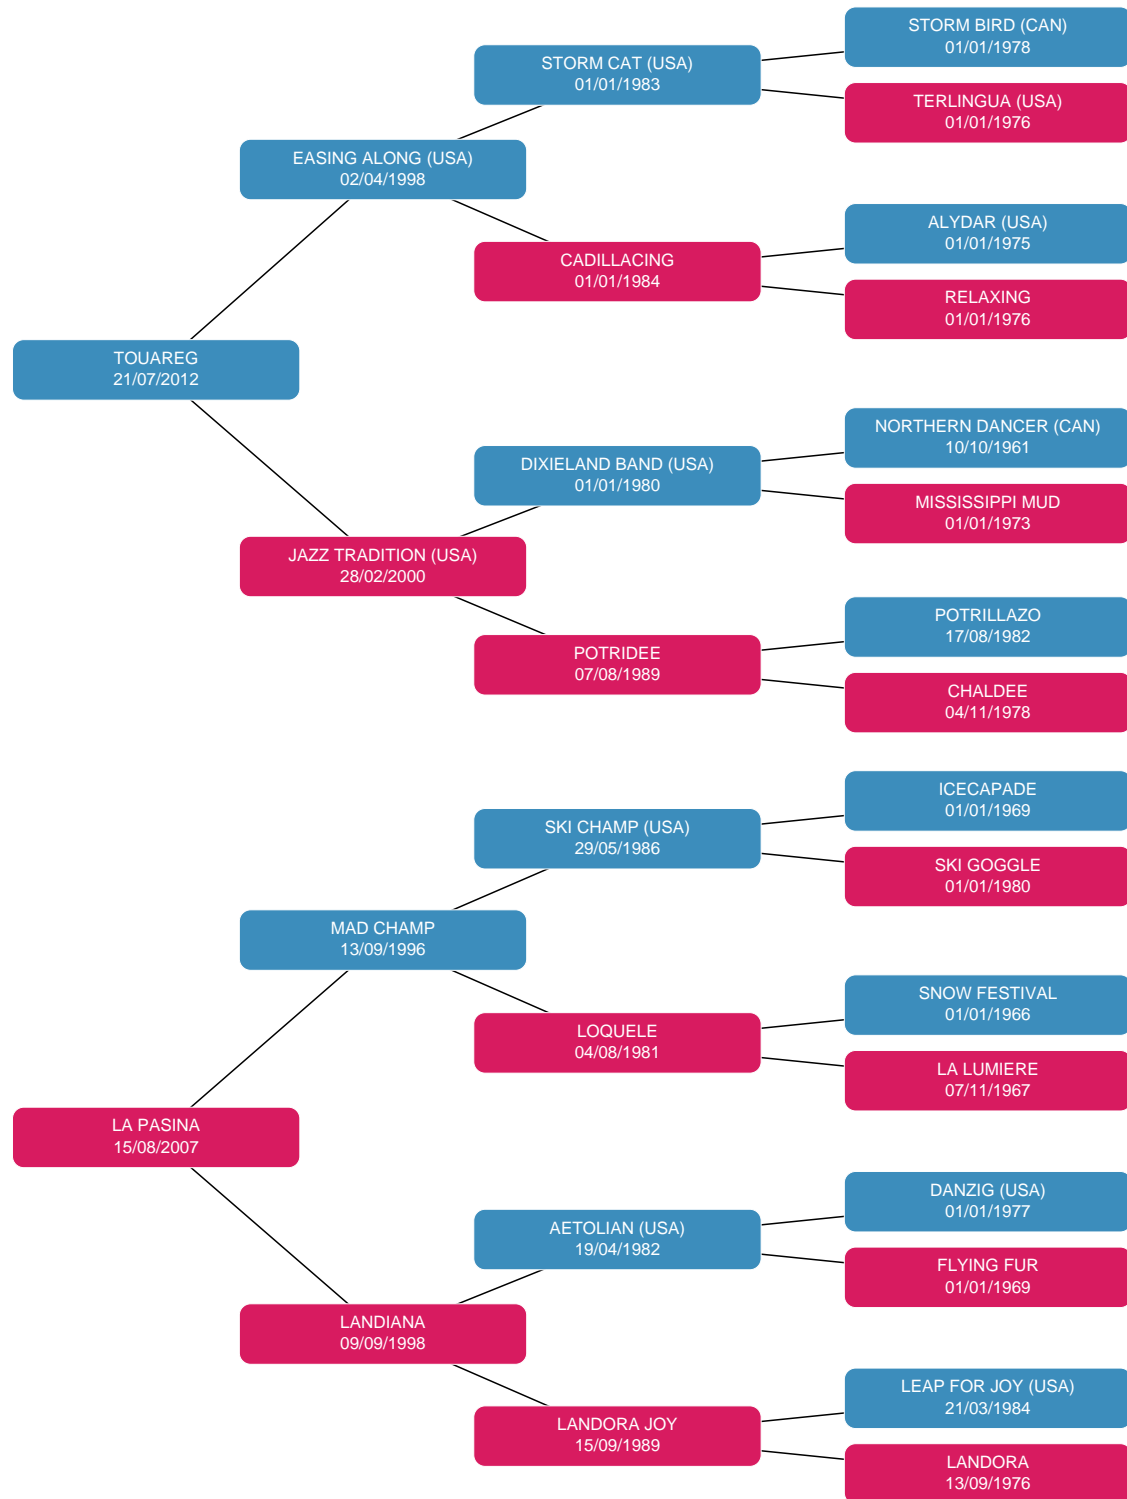 STORM BIRD (CAN)
01/01/1978
STORM CAT (USA)
01/01/1983
TERLINGUA (USA)
01/01/1976
EASING ALONG (USA)
02/04/1998
ALYDAR (USA)
01/01/1975
CADILLACING
01/01/1984
RELAXING
01/01/1976
TOUAREG
21/07/2012
NORTHERN DANCER (CAN)
10/10/1961
DIXIELAND BAND (USA)
01/01/1980
MISSISSIPPI MUD
01/01/1973
JAZZ TRADITION (USA)
28/02/2000
POTRILLAZO
17/08/1982
POTRIDEE
07/08/1989
CHALDEE
04/11/1978
ICECAPADE
01/01/1969
SKI CHAMP (USA)
29/05/1986
SKI GOGGLE
01/01/1980
MAD CHAMP
13/09/1996
SNOW FESTIVAL
01/01/1966
LOQUELE
04/08/1981
LA LUMIERE
07/11/1967
LA PASINA
15/08/2007
DANZIG (USA)
01/01/1977
AETOLIAN (USA)
19/04/1982
FLYING FUR
01/01/1969
LANDIANA
09/09/1998
LEAP FOR JOY (USA)
21/03/1984
LANDORA JOY
15/09/1989
LANDORA
13/09/1976